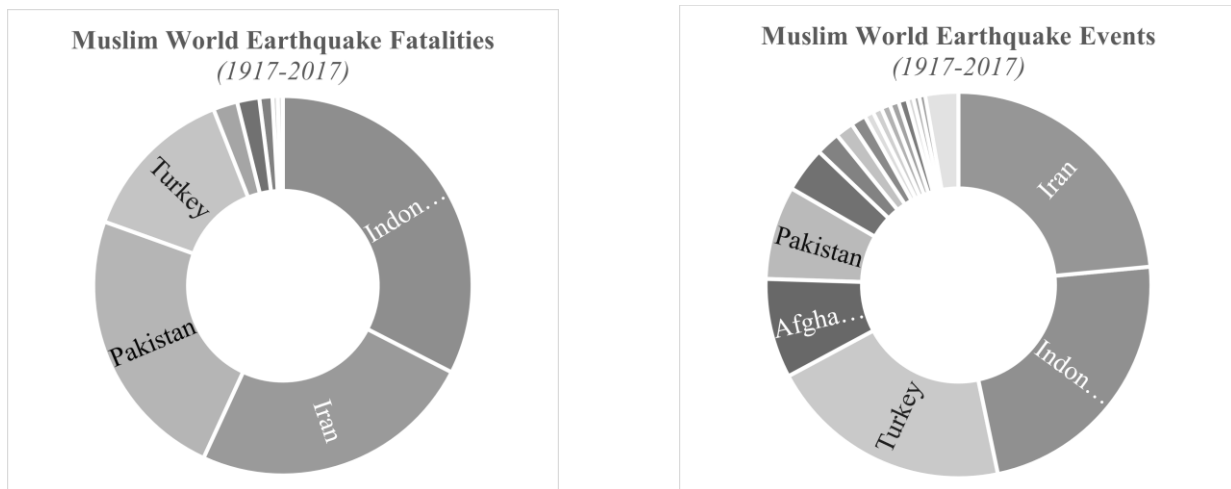 Muslim World Earthquake Fatalities
(1917-2017)
Indon…
Iran
Pakistan
Turkey
Muslim World Earthquake Events
(1917-2017)
Iran
Indon…
Turkey
Afgha…
Pakistan